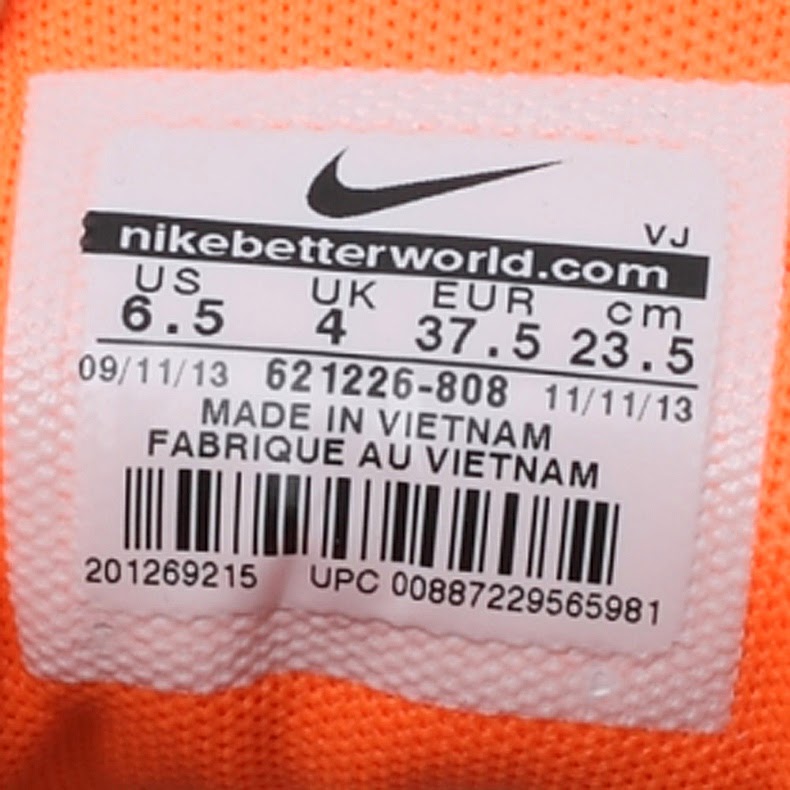 VJ
nikebetterworld.com
US UK EUR cm
6.5 4 37.5 23.5
09/11/13 621226-808 11/11/13
MADE IN VIETNAM
FABRIQUE AU VIETNAM
201269215 UPC 00887229565981